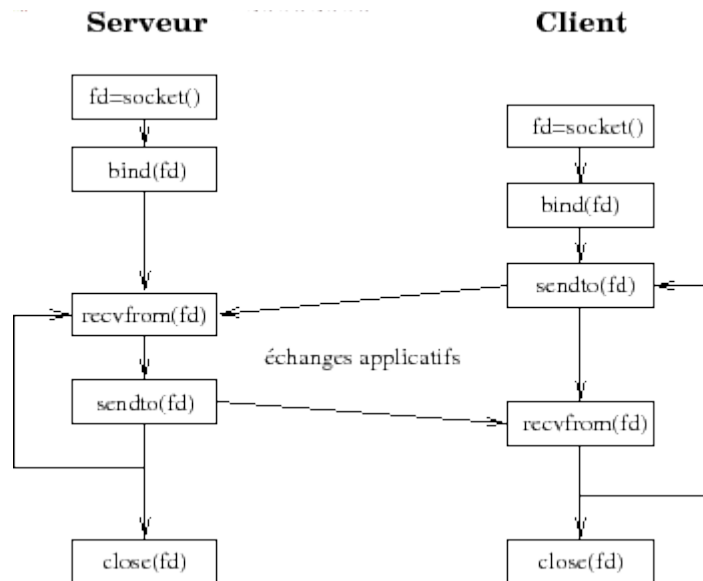 Serveur
Client
fd=socket()
bind(fd)
recvfrom(fd)
sendto(fd)
close(fd)
échanges applicatifs
fd=socket()
bind(fd)
sendto(fd)
recvfrom(fd)
close(fd)